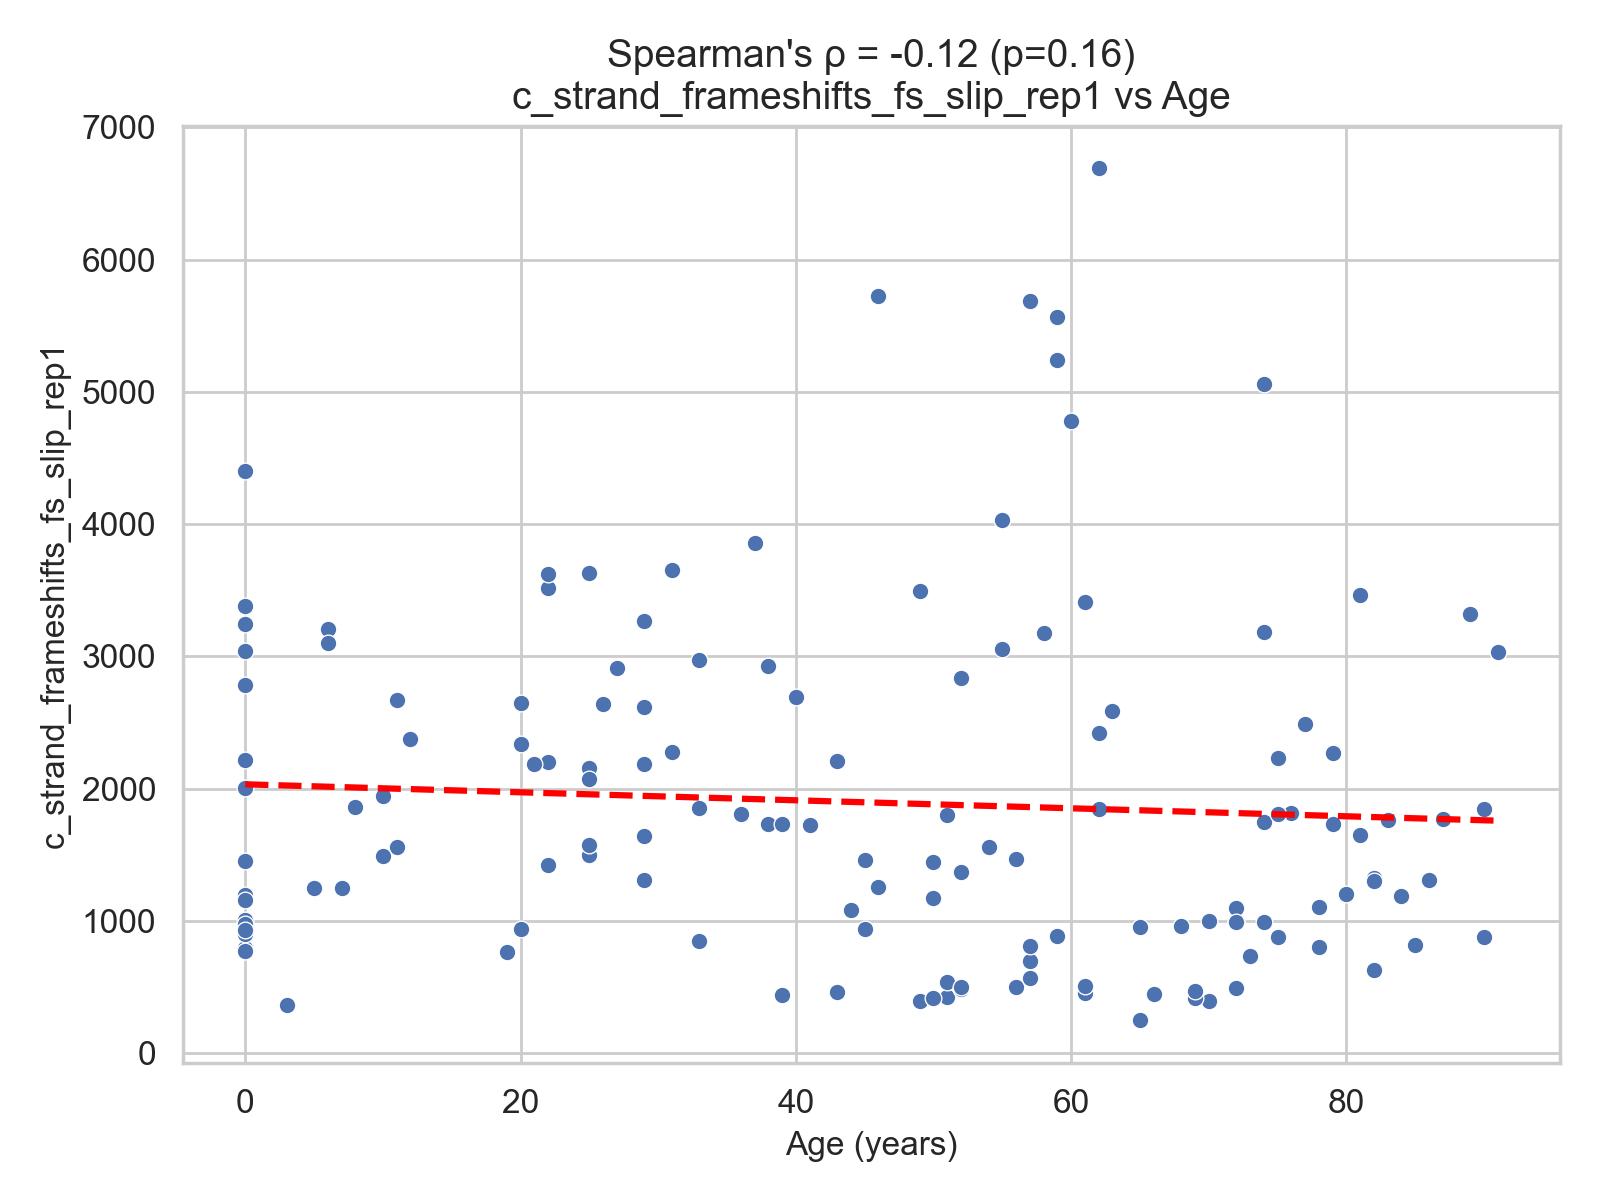 Spearman's ρ = -0.12 (p=0.16)
c_strand_frameshifts_fs_slip_rep1 vs Age
7000
6000
5000
4000
3000
2000
1000
0
c_strand_frameshifts_fs_slip_rep1
0 20 40 60 80
Age (years)